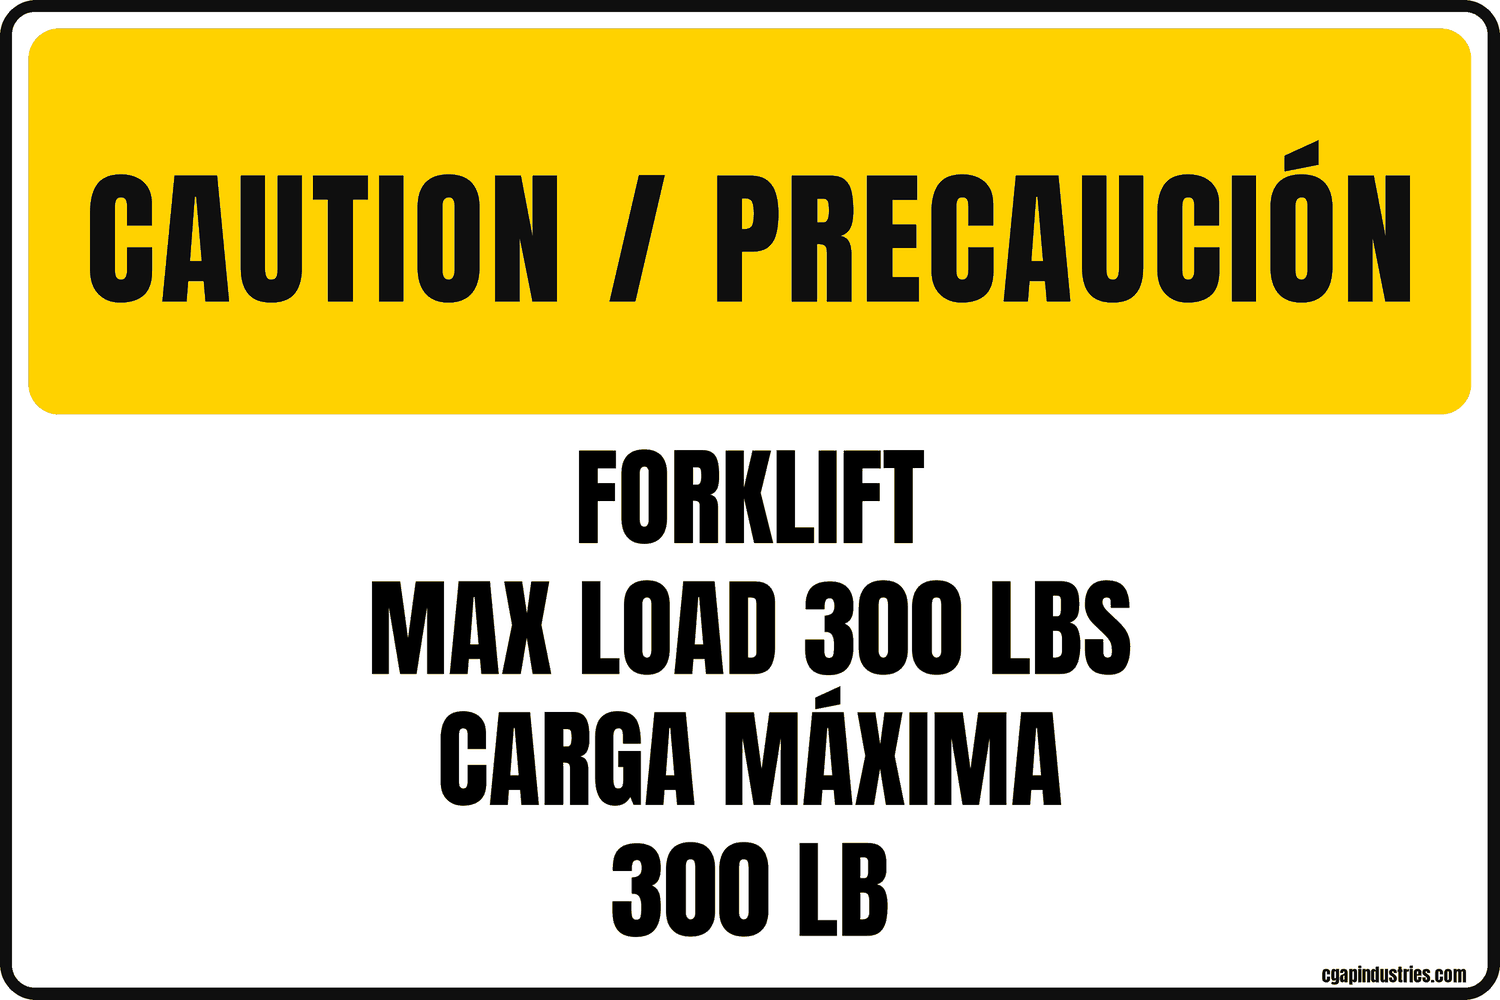 CAUTION / PRECAUCIÓN
FORKLIFT
MAX LOAD 300 LBS
CARGA MÁXIMA
300 LB
cgapindustries.com